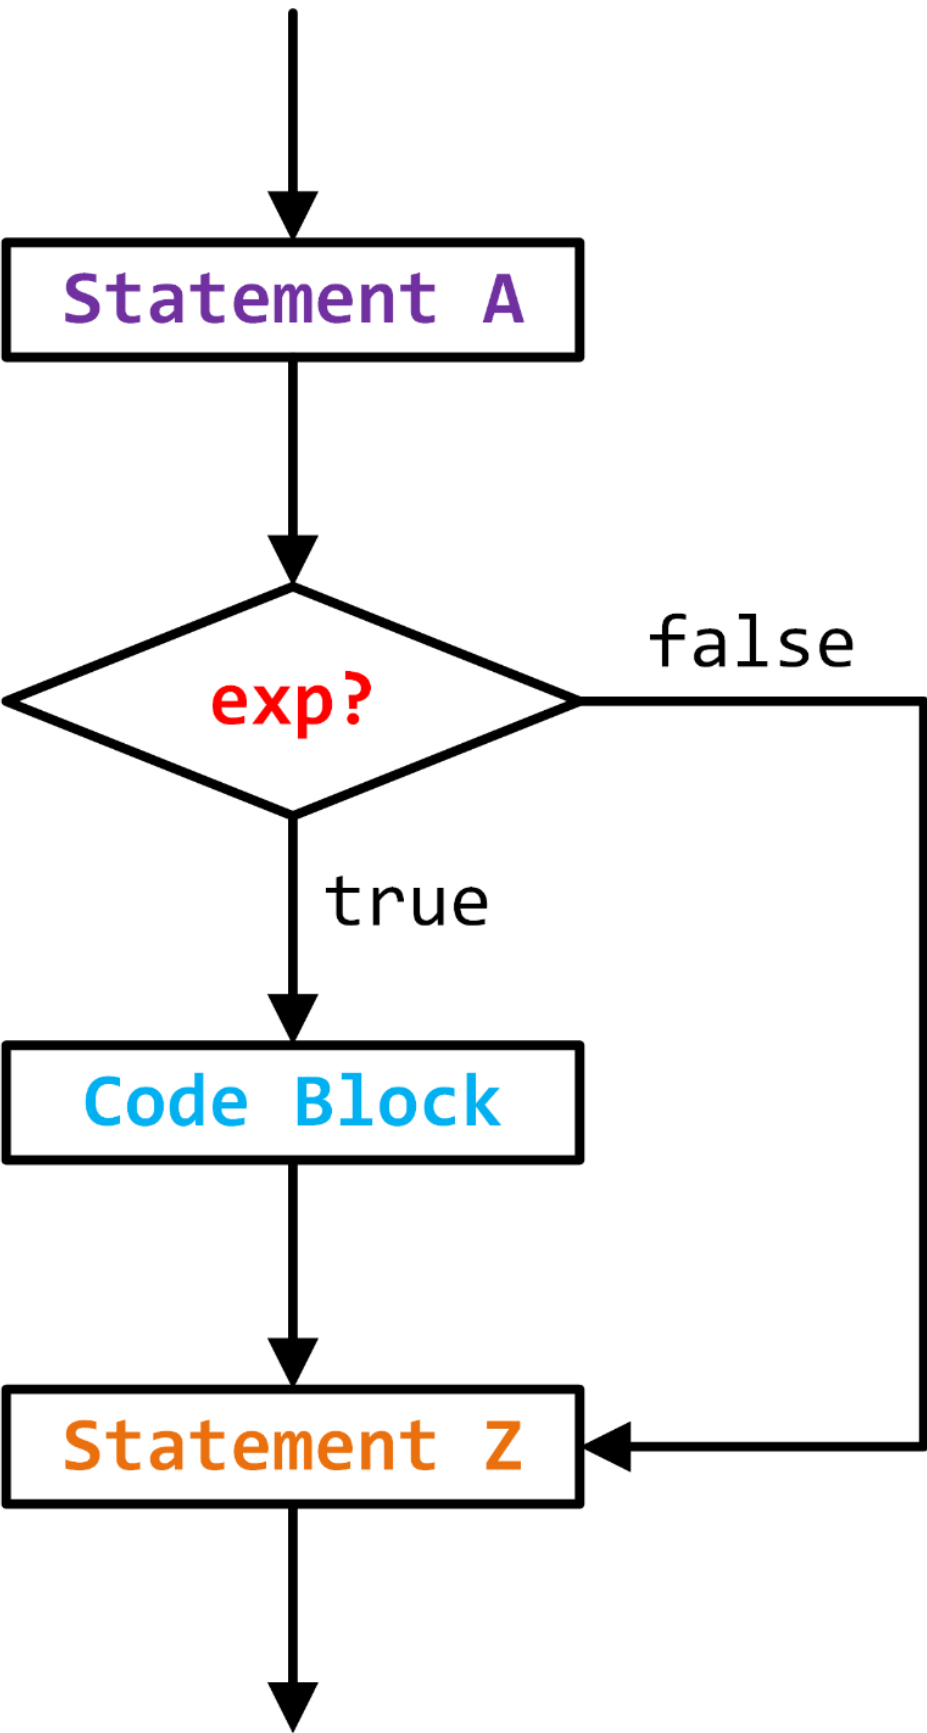 Statement A
exp?
false
true
Code Block
Statement Z